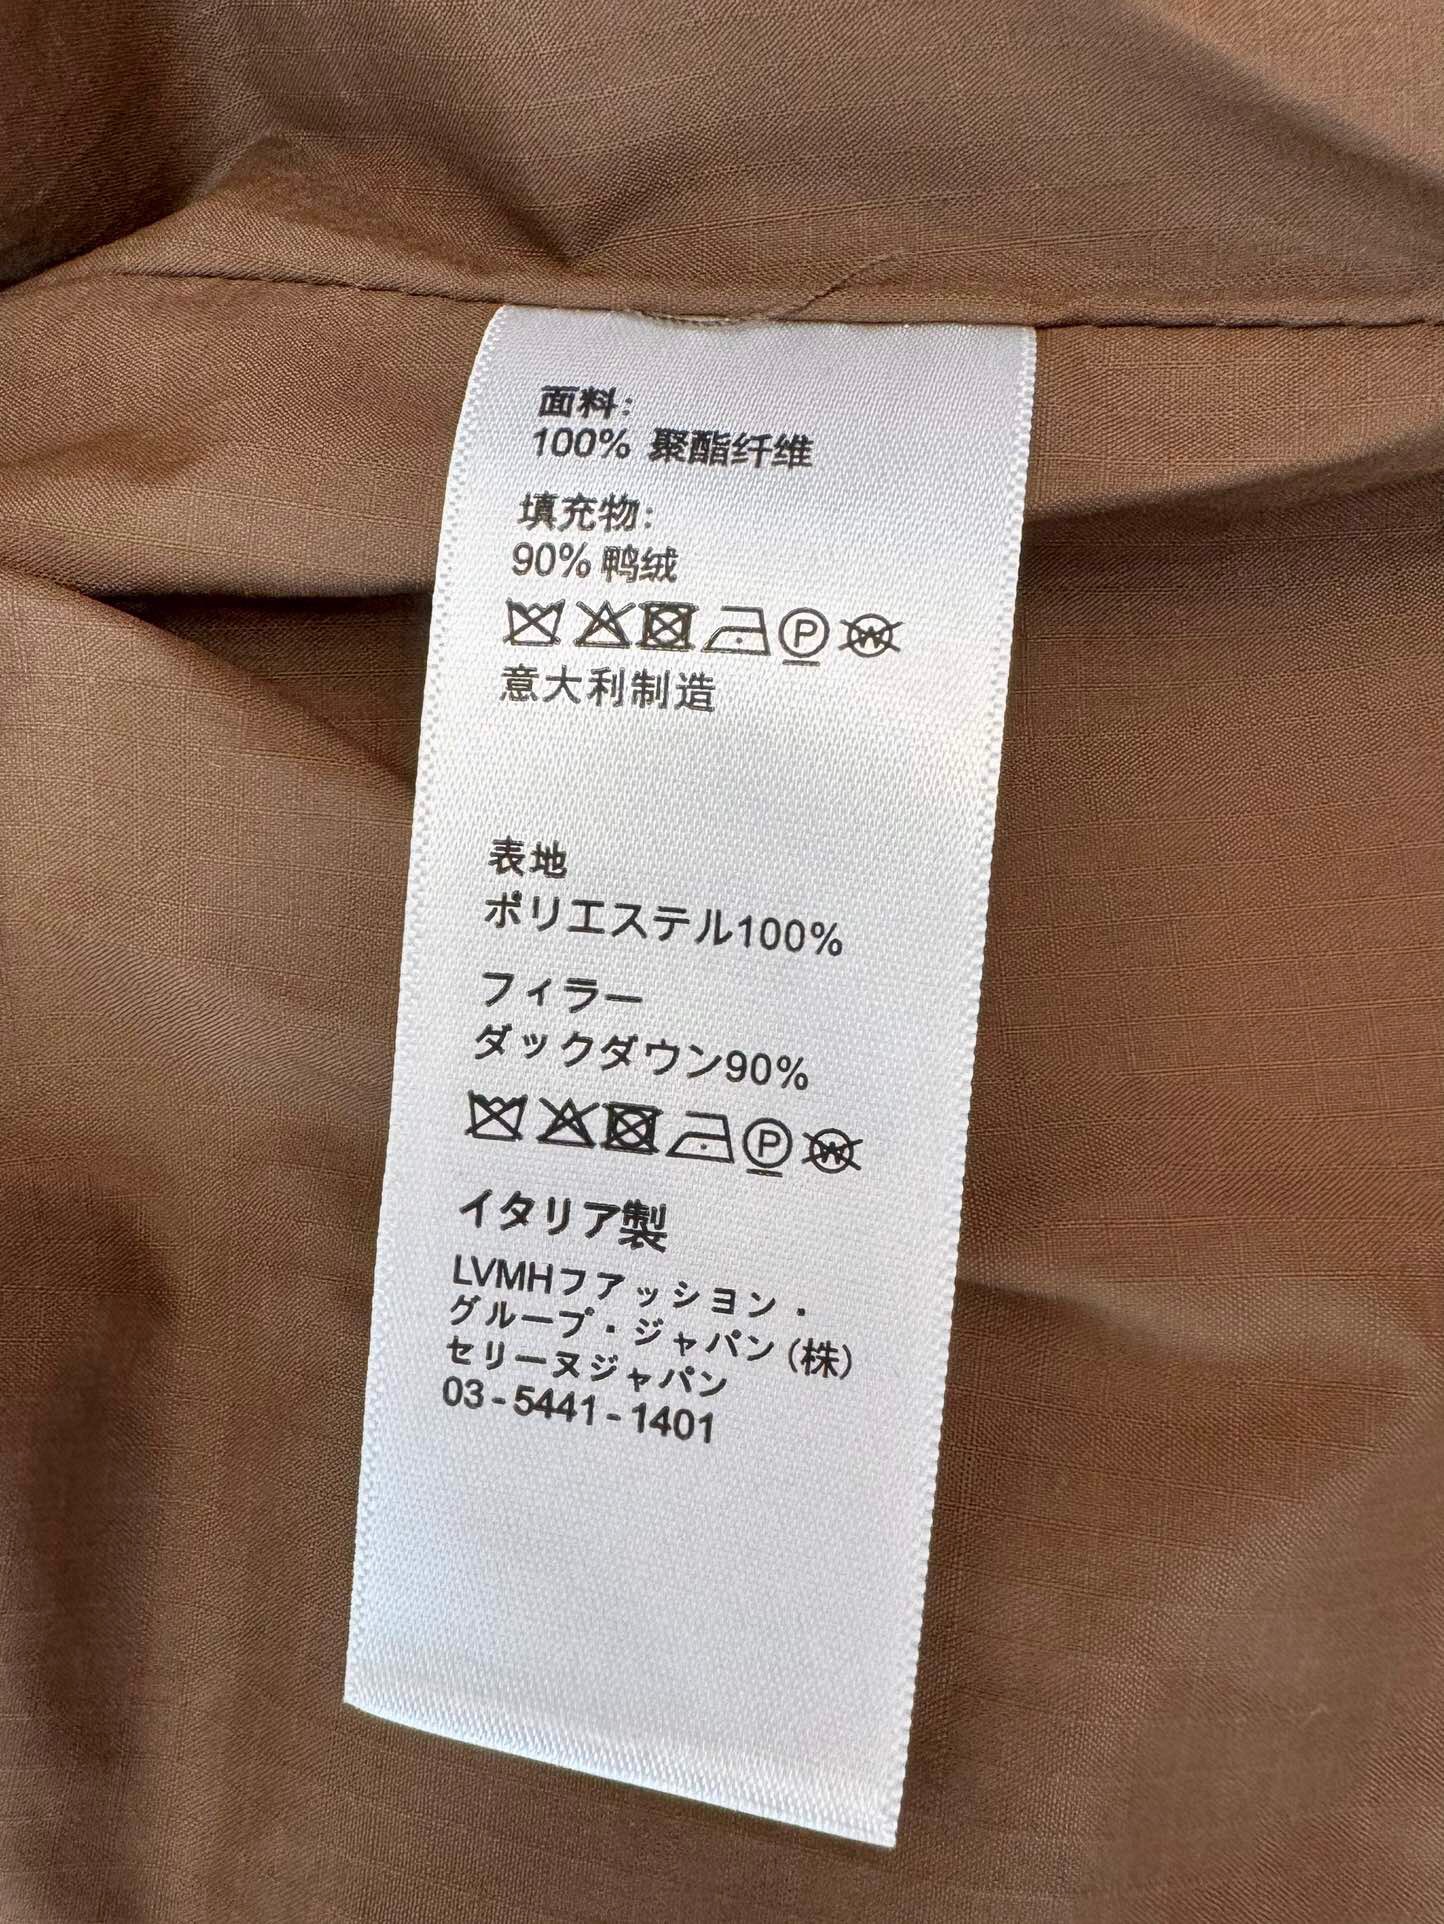 面料:
100% 聚酯纤维
填充物:
90% 鸭绒
P W
意大利制造
表地
ポリエステル100%
フィラー
ダックダウン90%
P W
イタリア製
LVMHファッション・
グループ・ジャパン(株)
セリーヌジャパン
03-5441-1401